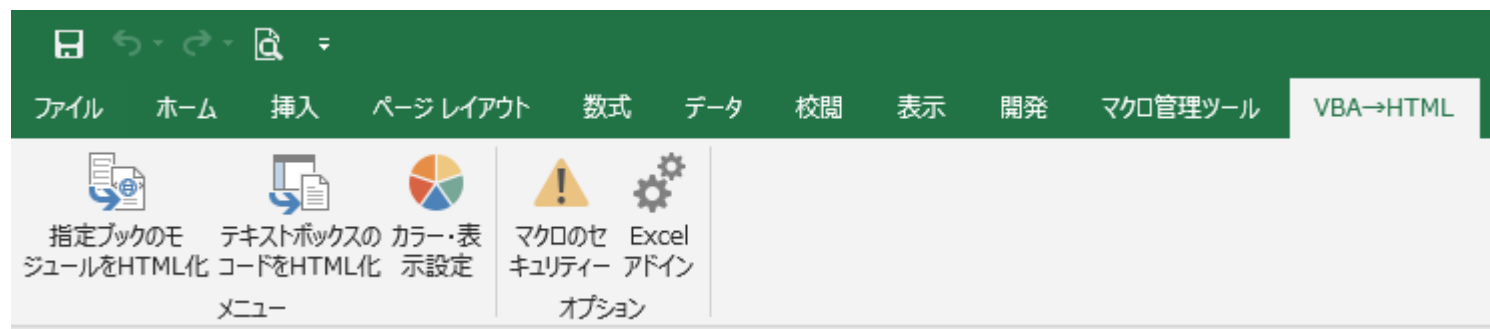 ファイル ホーム 挿入 ページ レイアウト 数式 データ 校閲 表示 開発 マクロ管理ツール VBA→HTML
指定ブックのモ テキストボックスの カラー・表 マクロのセ Excel
ジュールをHTML化 コードをHTML化 示設定 キュリティー アドイン
メニュー オプション